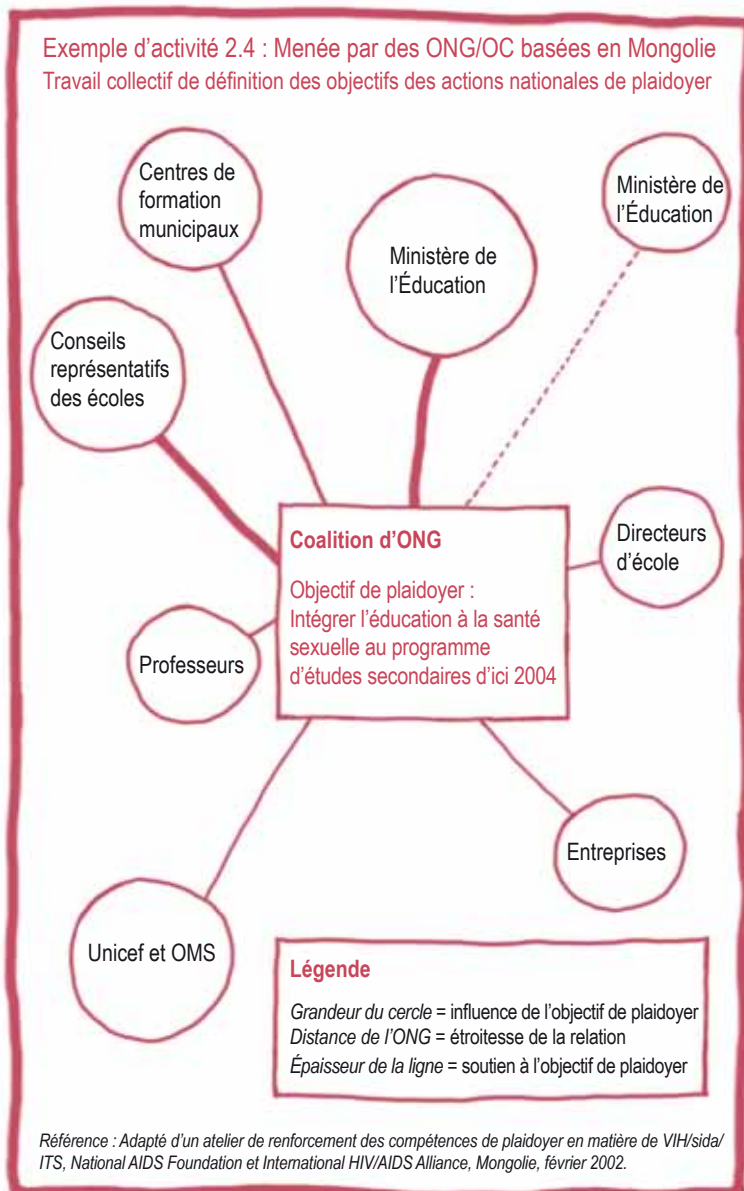 Exemple d'activité 2.4 : Menée par des ONG/OC basées en Mongolie
Travail collectif de définition des objectifs des actions nationales de plaidoyer
Centres de
formation
municipaux
Ministère de
l'Éducation
Ministère de
l'Éducation
Conseils
représentatifs
des écoles
Coalition d'ONG
Objectif de plaidoyer :
Intégrer l'éducation à la santé
sexuelle au programme
d'études secondaires d'ici 2004
Directeurs
d'école
Professeurs
Entreprises
Unicef et OMS
Légende
Grandeur du cercle = influence de l'objectif de plaidoyer
Distance de l'ONG = étroitesse de la relation
Épaisseur de la ligne = soutien à l'objectif de plaidoyer
Référence : Adapté d'un atelier de renforcement des compétences de plaidoyer en matière de VIH/sida/
ITS, National AIDS Foundation et International HIV/AIDS Alliance, Mongolie, février 2002.